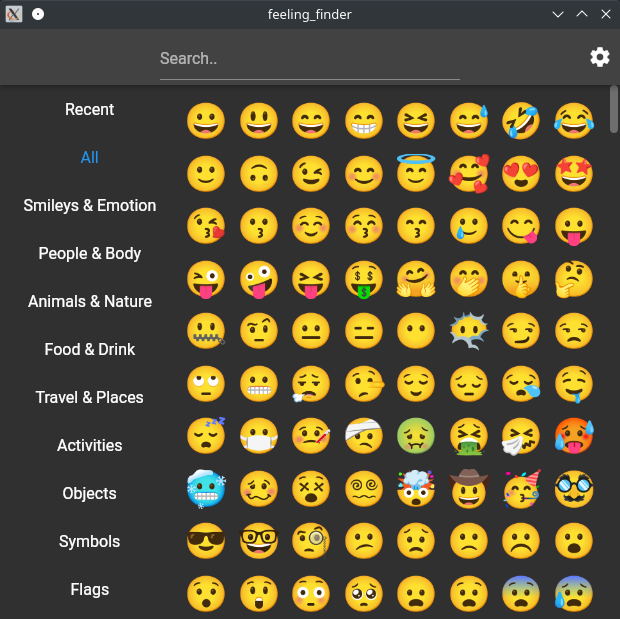 feeling_finder
Search..
Recent
All
Smileys & Emotion
People & Body
Animals & Nature
Food & Drink
Travel & Places
Activities
Objects
Symbols
Flags